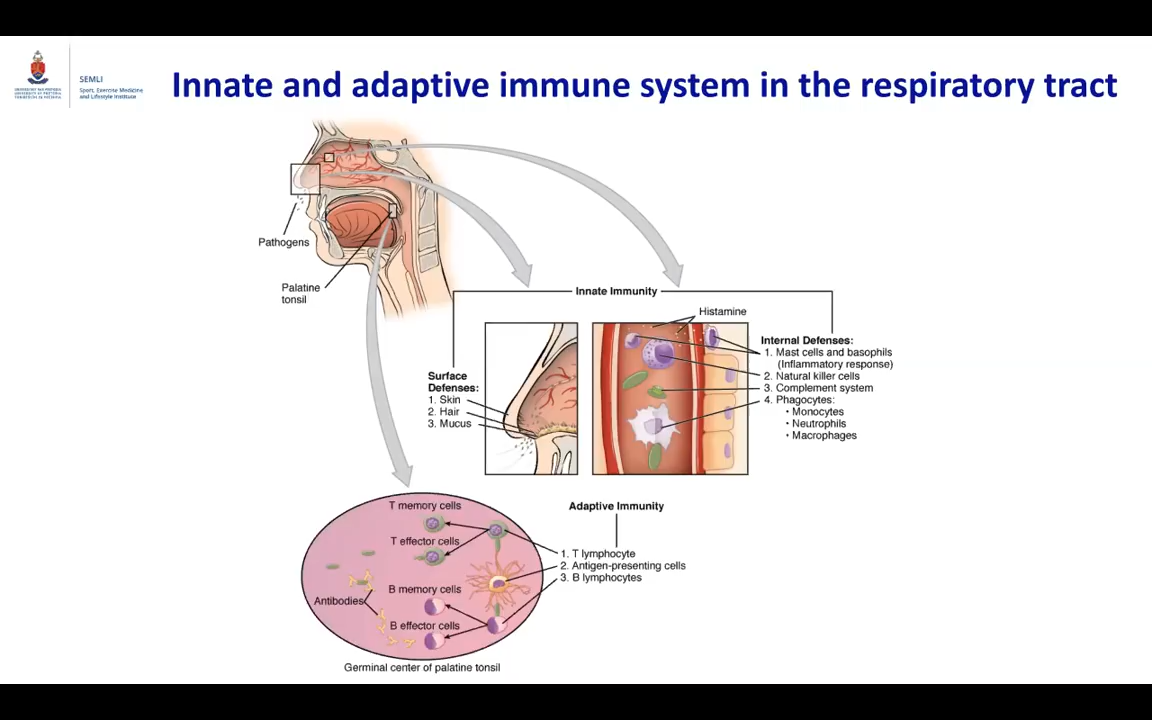 SEMLI
Sport, Exercise Medicine
and Lifestyle Institute
Innate and adaptive immune system in the respiratory tract
Pathogens
Palatine
tonsil
Innate Immunity
Histamine
Surface
Defenses:
1. Skin
2. Hair
3. Mucus
Internal Defenses:
1. Mast cells and basophils
(Inflammatory response)
2. Natural killer cells
3. Complement system
4. Phagocytes:
• Monocytes
• Neutrophils
• Macrophages
Adaptive Immunity
1. T lymphocyte
2. Antigen-presenting cells
3. B lymphocytes
T memory cells
T effector cells
B memory cells
Antibodies
B effector cells
Germinal center of palatine tonsil